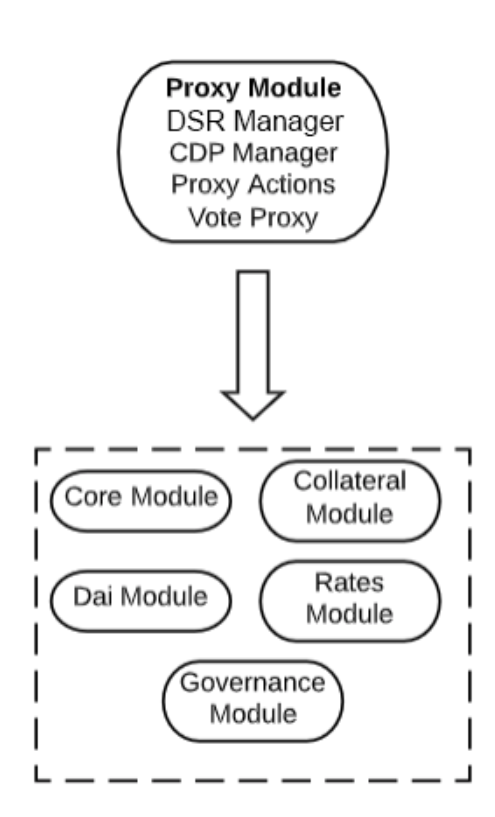 Proxy Module
DSR Manager
CDP Manager
Proxy Actions
Vote Proxy
Core Module
Collateral
Module
Dai Module
Rates
Module
Governance
Module